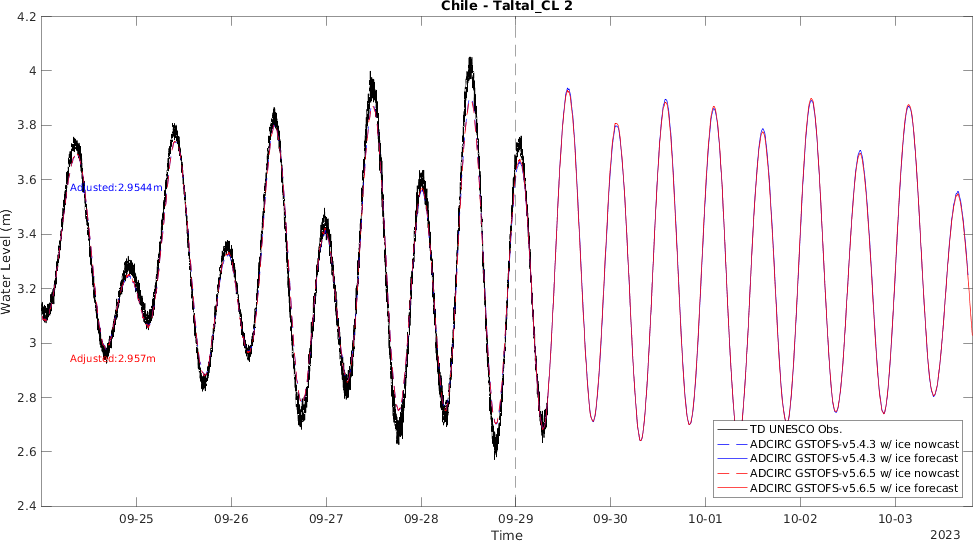 Chile - Taltal_CL 2
4.2
4
3.8
3.6
3.4
3.2
3
2.8
2.6
2.4
Water Level (m)
Adjusted:2.9544m
Adjusted:2.957m
TD UNESCO Obs.
ADCIRC GSTOFS-v5.4.3 w/ ice nowcast
ADCIRC GSTOFS-v5.4.3 w/ ice forecast
ADCIRC GSTOFS-v5.6.5 w/ ice nowcast
ADCIRC GSTOFS-v5.6.5 w/ ice forecast
09-25 09-26 09-27 09-28 09-29 09-30 10-01 10-02 10-03
Time
2023